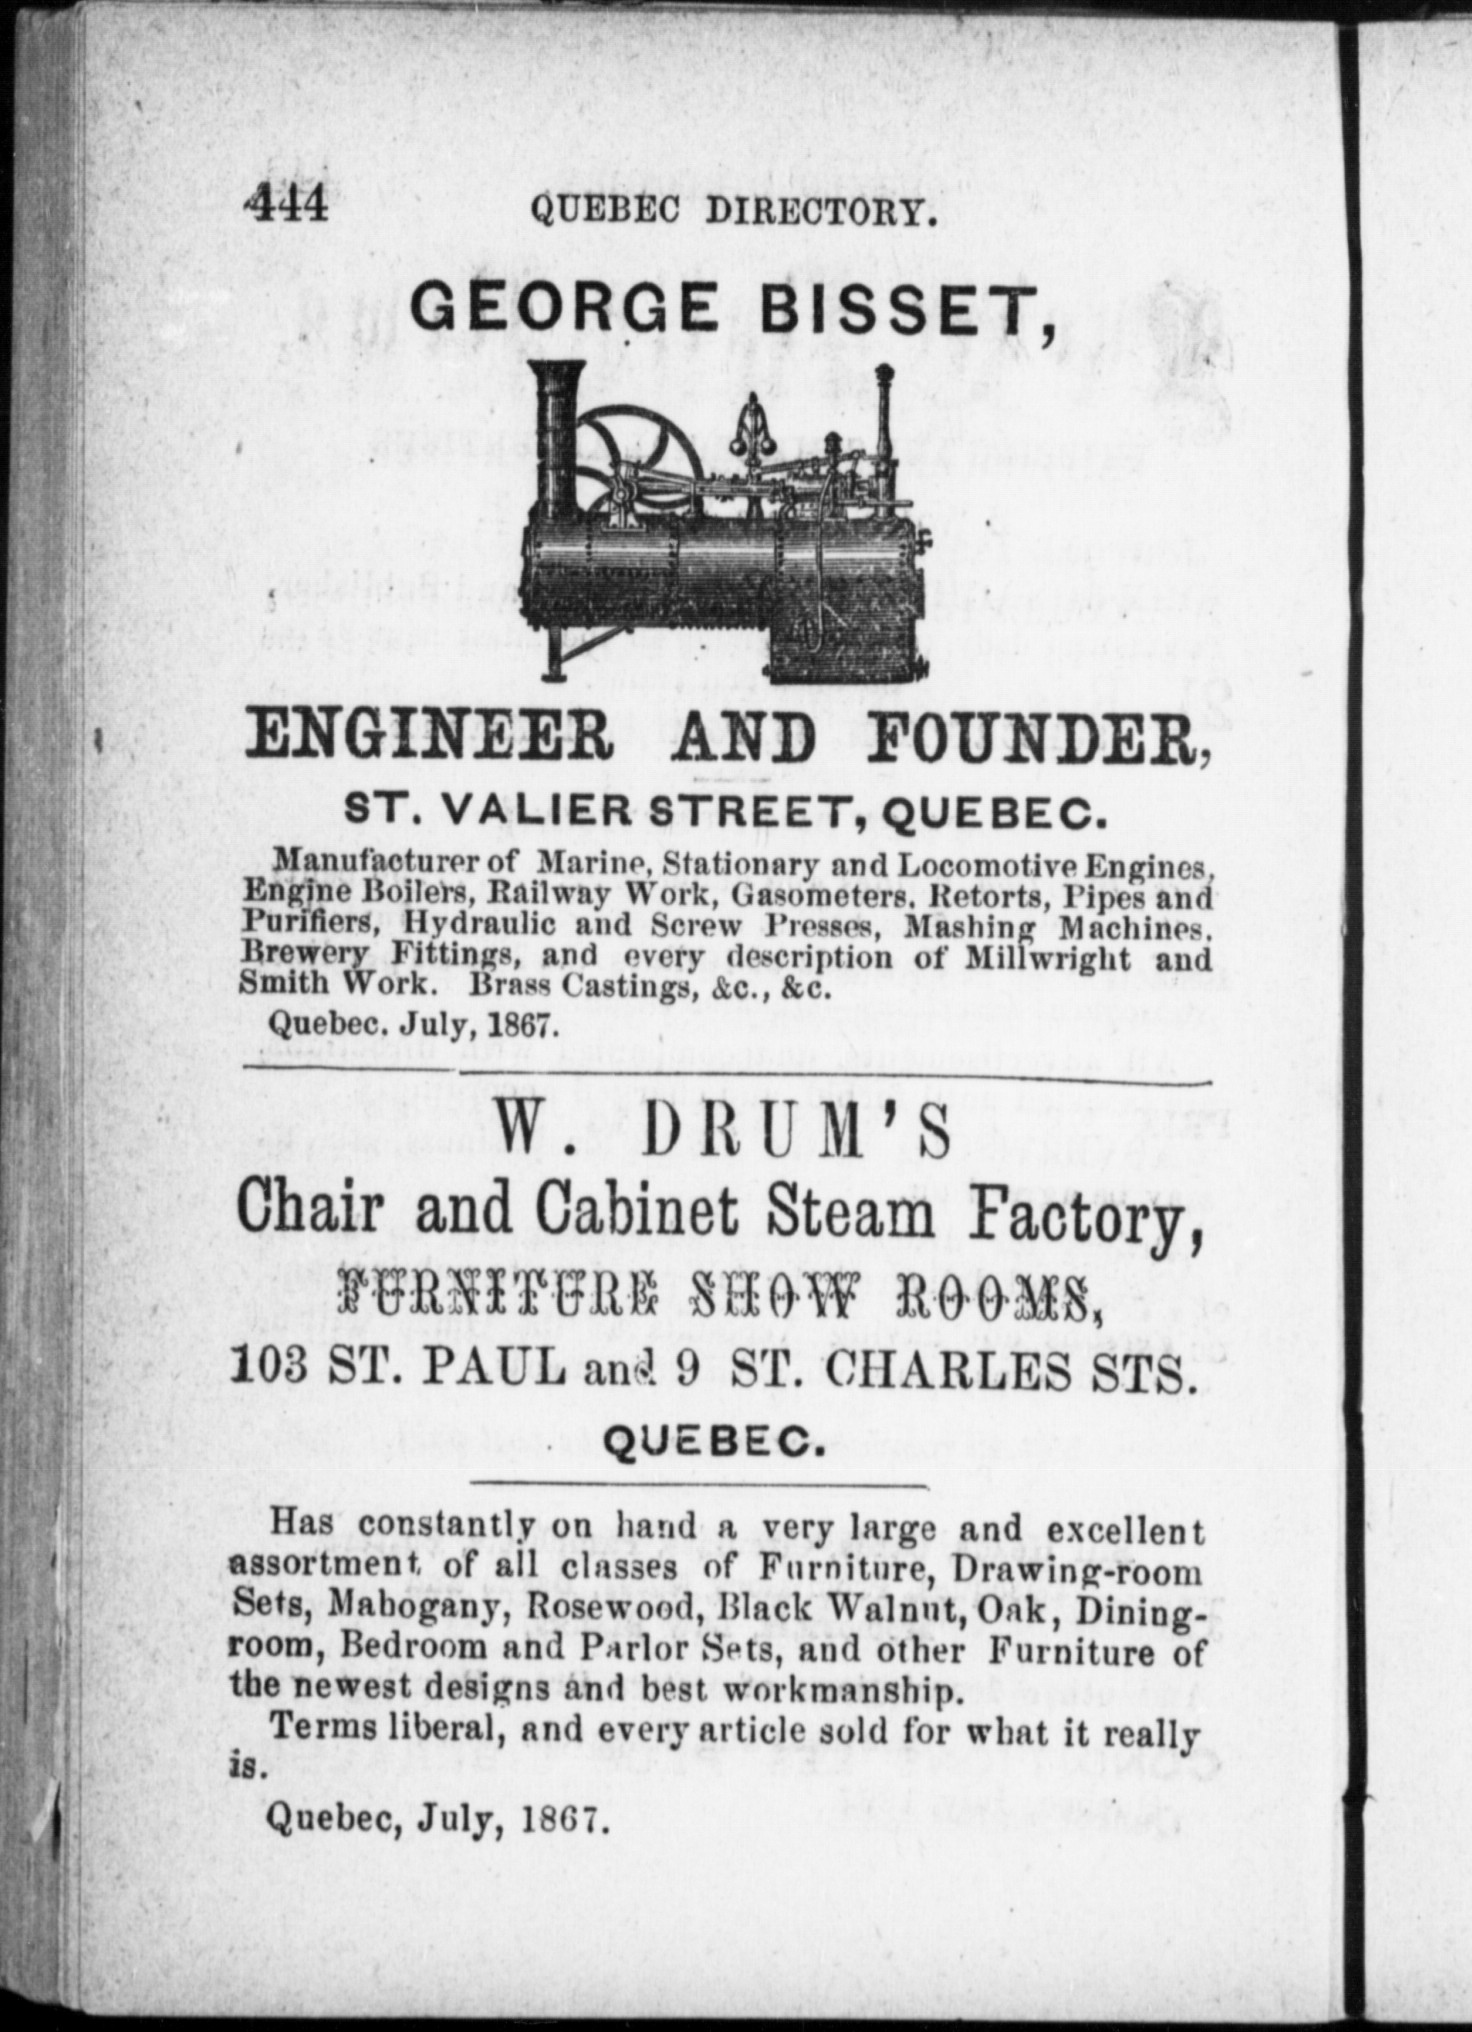 444 QUEBEC DIRECTORY.
GEORGE BISSET,
ENGINEER AND FOUNDER,
ST. VALIER STREET, QUEBEC.
Manufacturer of Marine, Stationary and Locomotive Engines,
Engine Boilers, Railway Work, Gasometers, Retorts, Pipes and
Purifiers, Hydraulic and Screw Presses, Mashing Machines,
Brewery Fittings, and every description of Millwright and
Smith Work. Brass Castings, &c., &c.
Quebec, July, 1867.
W. DRUM'S
Chair and Cabinet Steam Factory,
FURNITURE SHOW ROOMS,
103 ST. PAUL and 9 ST. CHARLES STS.
QUEBEC.
Has constantly on hand a very large and excellent
assortment of all classes of Furniture, Drawing-room
Sets, Mahogany, Rosewood, Black Walnut, Oak, Dining-
room, Bedroom and Parlor Sets, and other Furniture of
the newest designs and best workmanship.
Terms liberal, and every article sold for what it really
is.
Quebec, July, 1867.